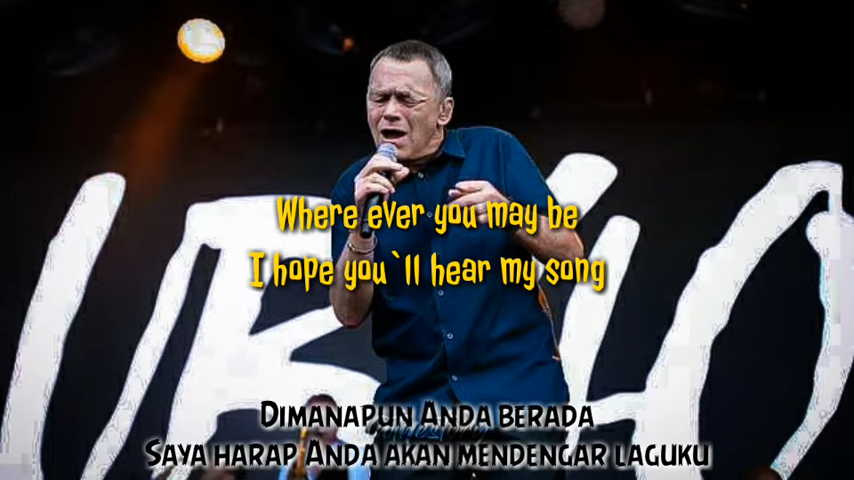 UB40
Where ever you may be
I hope you`ll hear my song
Dimanapun Anda berada
Saya harap Anda akan mendengar laguku